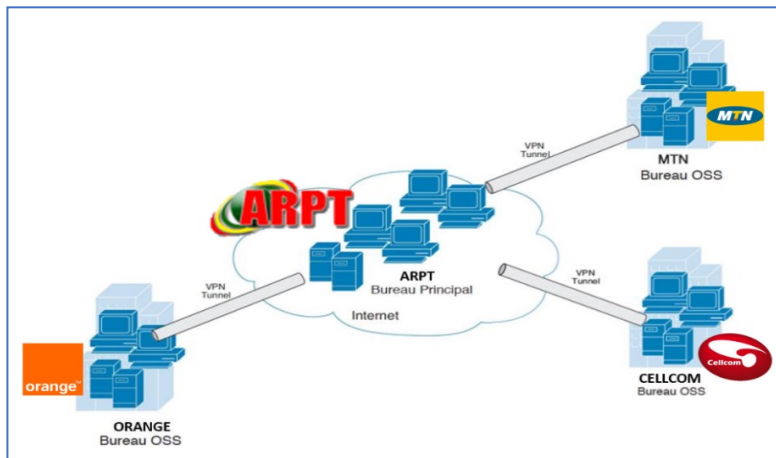 MTN
MTN
Bureau OSS
VPN
Tunnel
ARPT
ARPT
Bureau Principal
Internet
VPN
Tunnel
VPN
Tunnel
orange™
ORANGE
Bureau OSS
Cellcom
CELLCOM
Bureau OSS